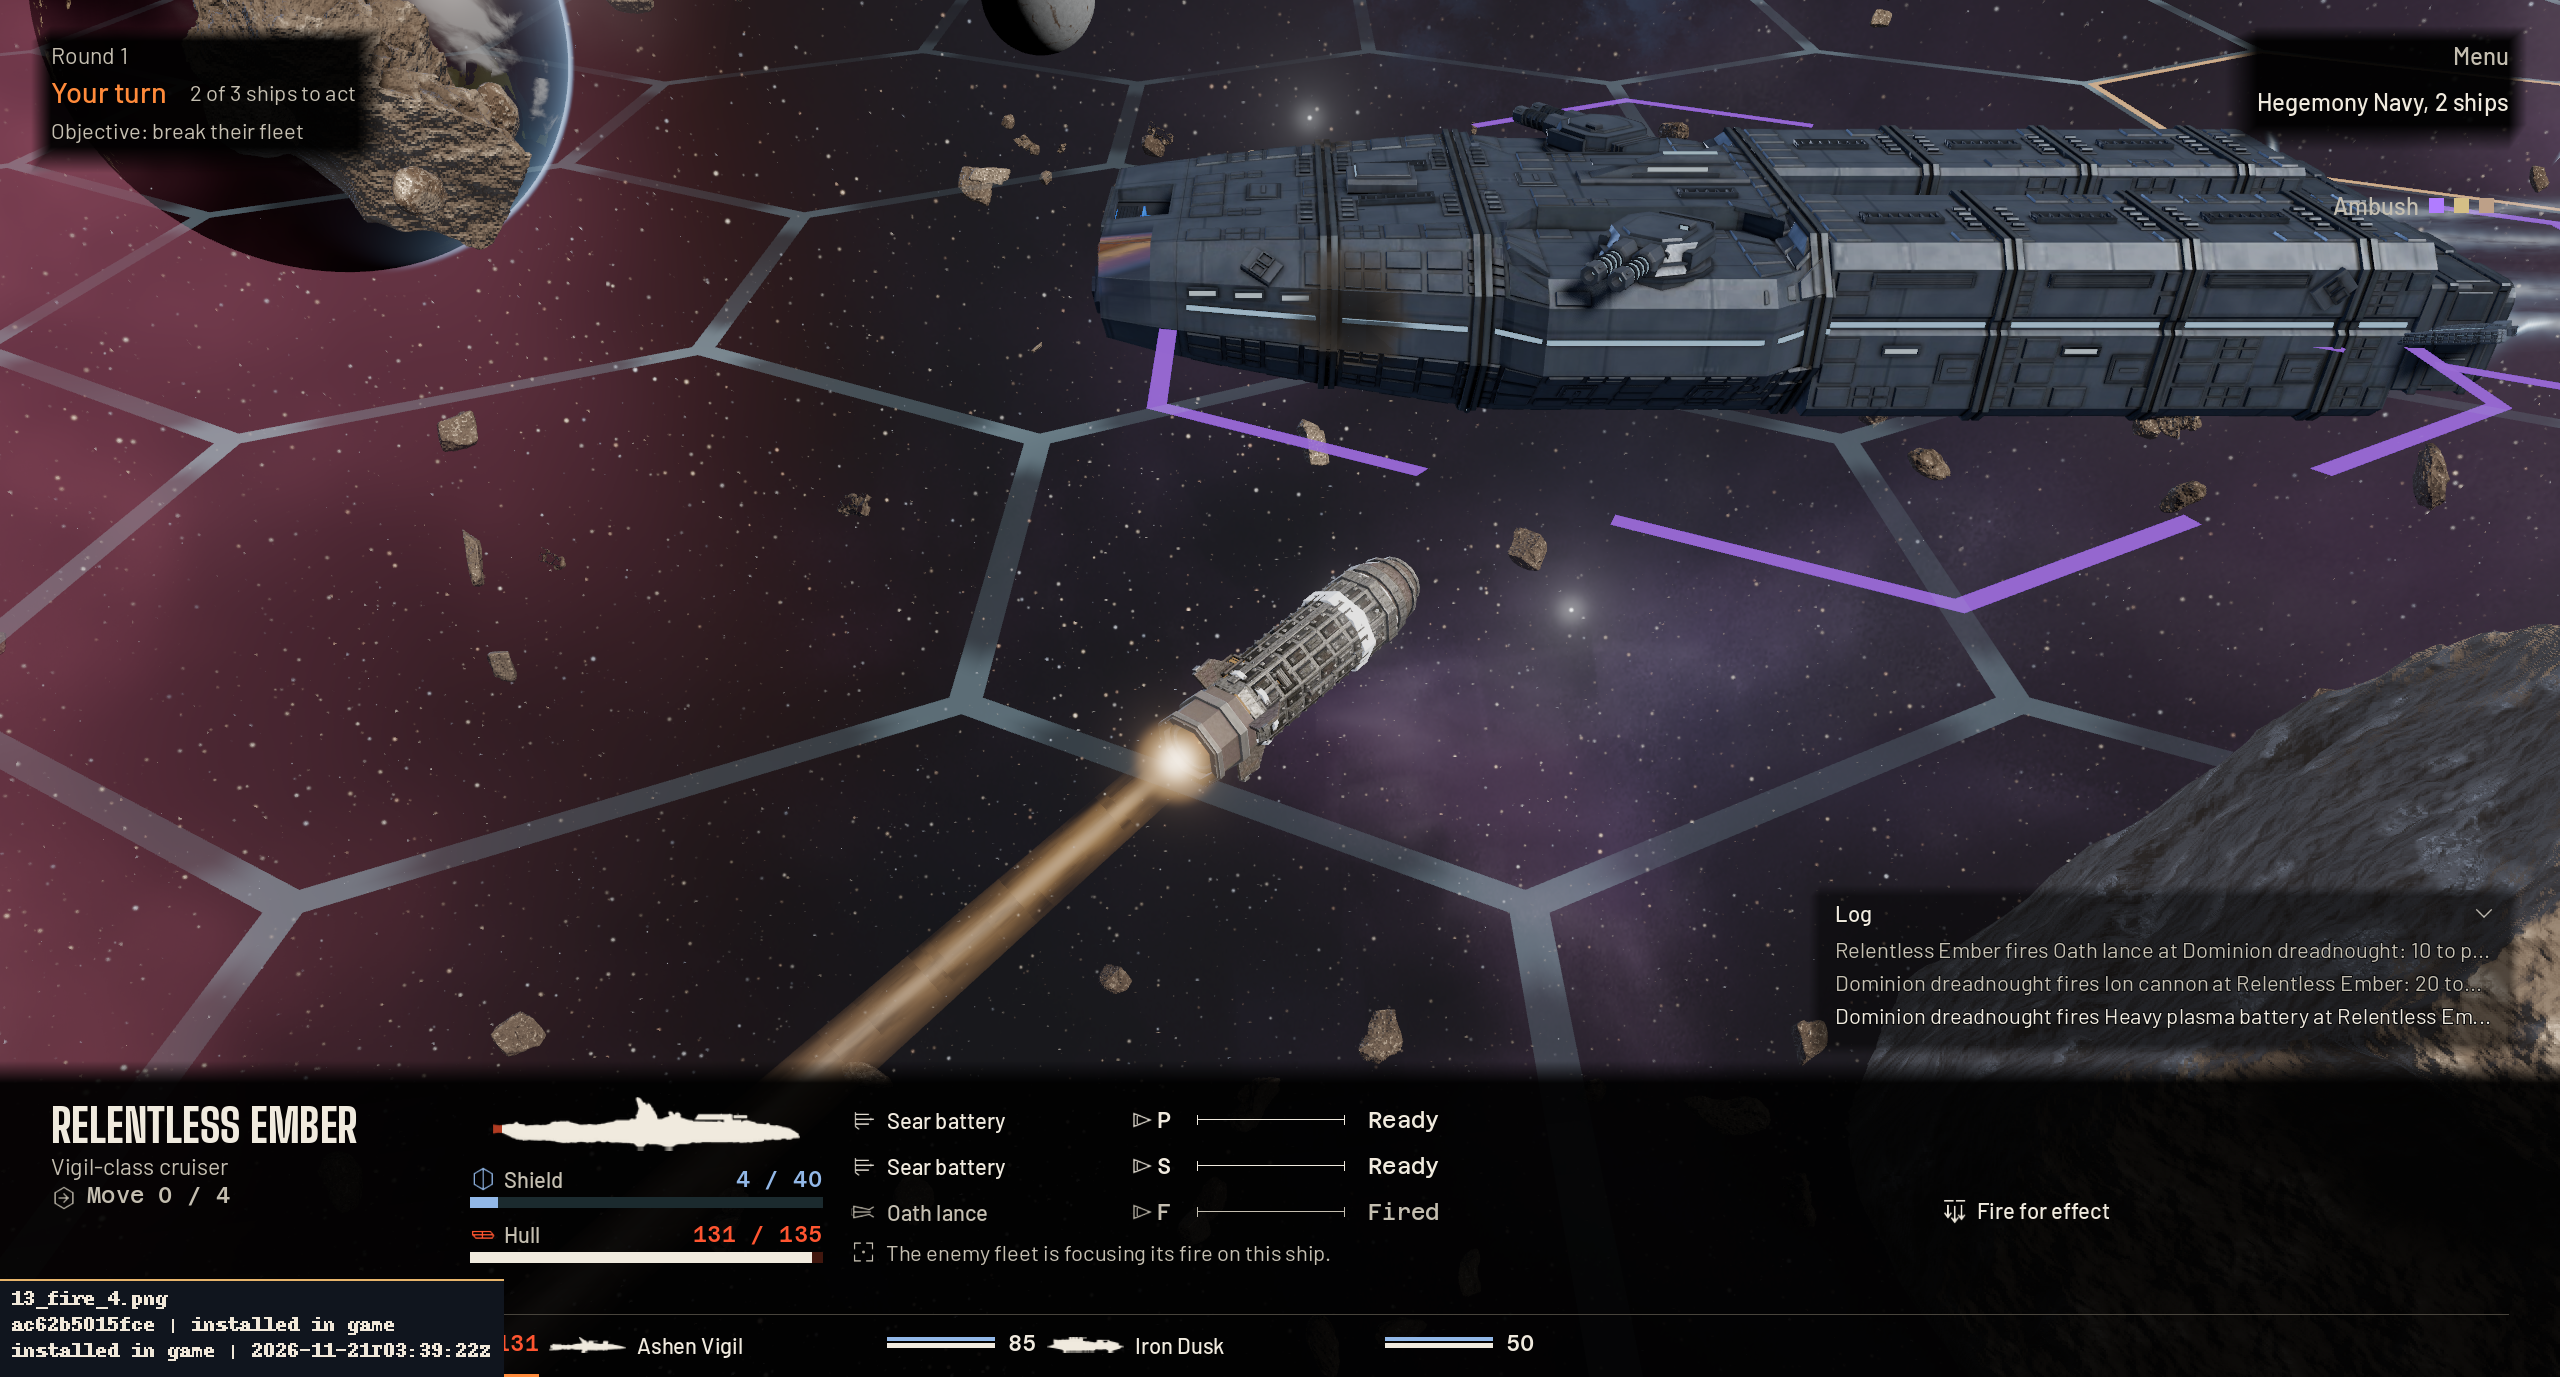 Round 1
Your turn 2 of 3 ships to act
Objective: break their fleet
Menu
Hegemony Navy, 2 ships
Ambush
Log
Relentless Ember fires Oath lance at Dominion dreadnought: 10 to p...
Dominion dreadnought fires Ion cannon at Relentless Ember: 20 to...
Dominion dreadnought fires Heavy plasma battery at Relentless Em...
RELENTLESS EMBER
Vigil-class cruiser
Move 0 / 4
Shield 4 / 40
Hull 131 / 135
Sear battery P Ready
Sear battery S Ready
Oath lance F Fired
The enemy fleet is focusing its fire on this ship.
Fire for effect
13_fire_4.png
ac62b5015fce | installed in game
installed in game | 2026-11-21T03:39:22Z
131 Ashen Vigil 85 Iron Dusk 50